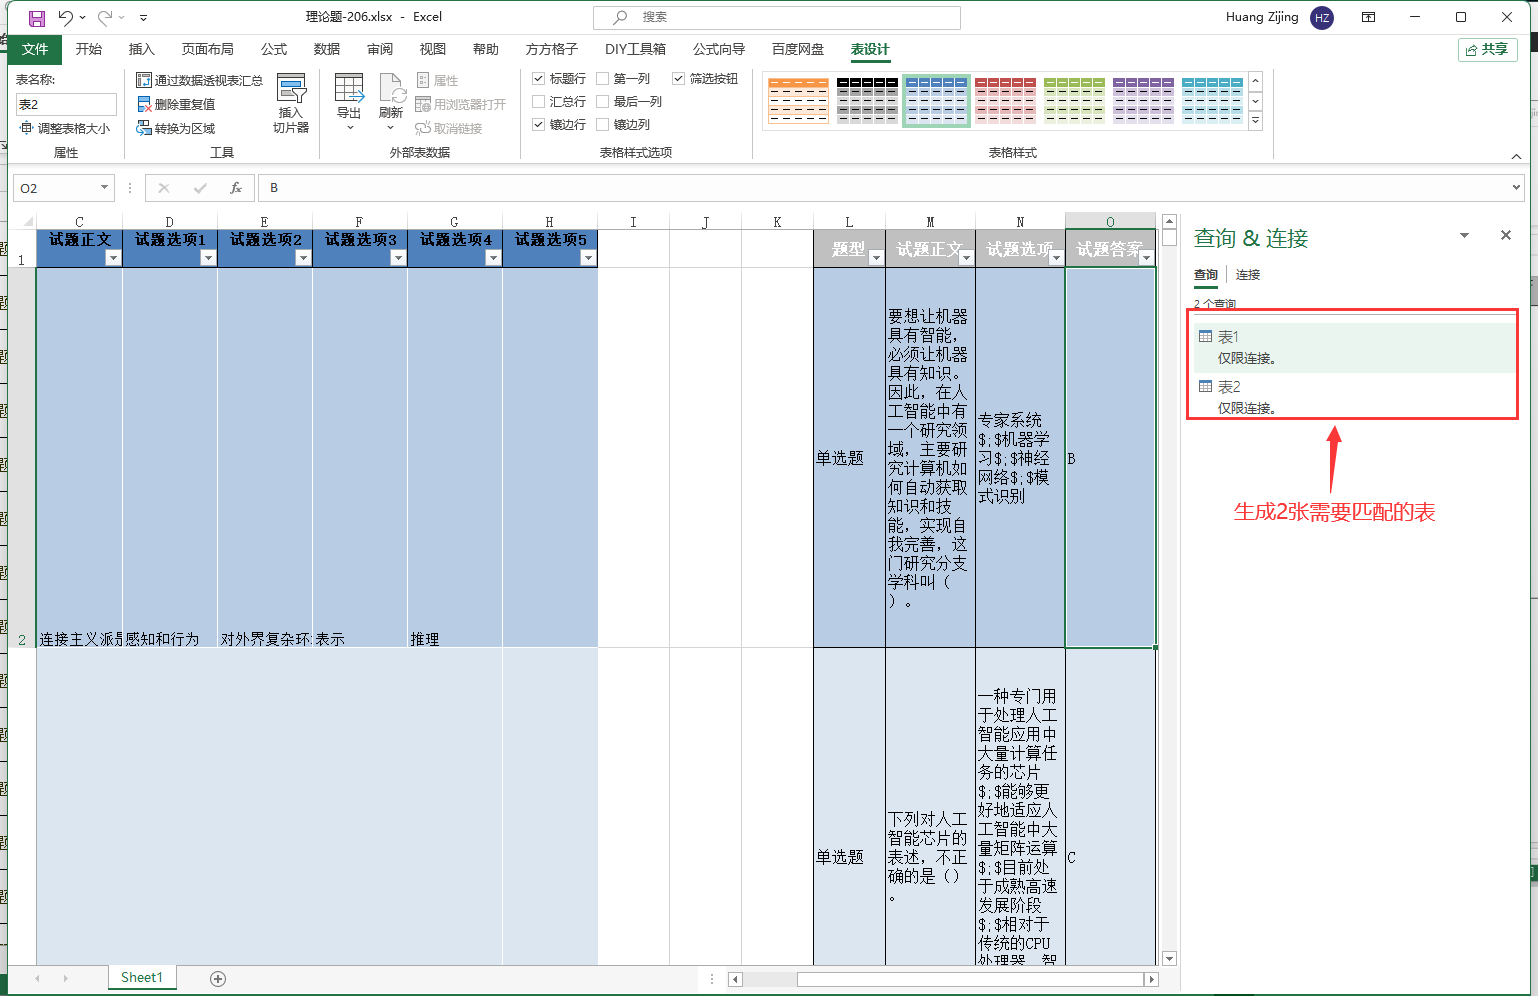 理论题-206.xlsx - Excel
搜索
Huang Zijing
HZ
文件 开始 插入 页面布局 公式 数据 审阅 视图 帮助 方方格子 DIY工具箱 公式向导 百度网盘 表设计
共享
表名称:
表2
调整表格大小
属性
通过数据透视表汇总
删除重复值
转换为区域
插入
切片器
工具
导出
刷新
属性
用浏览器打开
取消链接
外部表数据
标题行 第一列 筛选按钮
汇总行 最后一列
镶边行 镶边列
表格样式选项
表格样式
O2
fx
B
C D E F G H I J K L M N O
1
试题正文 试题选项1 试题选项2 试题选项3 试题选项4 试题选项5
题型 试题正文 试题选项 试题答案
2
连接主义派是 感知和行为 对外界复杂环 表示 推理
单选题
要想让机器
具有智能,
必须让机器
具有知识。
因此，在人
工智能中有
一个研究领
域，主要研
究计算机如
何自动获取
知识和技
能，实现自
我完善，这
门研究分支
学科叫（
）。
专家系统
$;$机器学
习$;$神经
网络$;$模
式识别
B
单选题
下列对人工
智能芯片的
表述，不正
确的是（）
。
一种专门用
于处理人工
智能应用中
大量计算任
务的芯片
$;$能够更
好地适应人
工智能中大
量矩阵运算
$;$目前处
于成熟高速
发展阶段
$;$相对于
传统的CPU
处理器，智
C
查询 & 连接
查询 连接
2 个查询
表1
仅限连接。
表2
仅限连接。
生成2张需要匹配的表
Sheet1